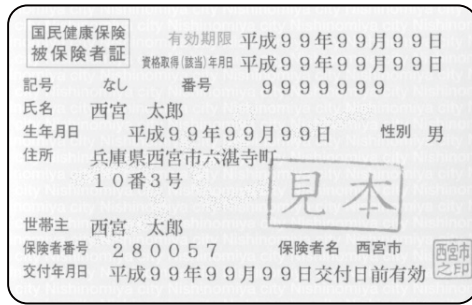 国民健康保険
被保険者証
有効期限 平成99年99月99日
資格取得(該当)年月日 平成99年99月99日
記号 なし 番号 9999999
氏名 西宮 太郎
生年月日 平成99年99月99日 性別 男
住所 兵庫県西宮市六湛寺町
10番3号
見本
世帯主 西宮 太郎
保険者番号 280057 保険者名 西宮市
交付年月日 平成99年99月99日交付日前有効
西宮市
之印